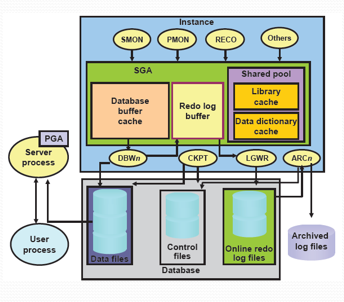 Instance
SMON
PMON
RECO
Others
SGA
Shared pool
Database
buffer
cache
Redo log
buffer
Library
cache
Data dictionary
cache
PGA
Server
process
DBWn
CKPT
LGWR
ARCn
User
process
Data files
Control
files
Online redo
log files
Archived
log files
Database